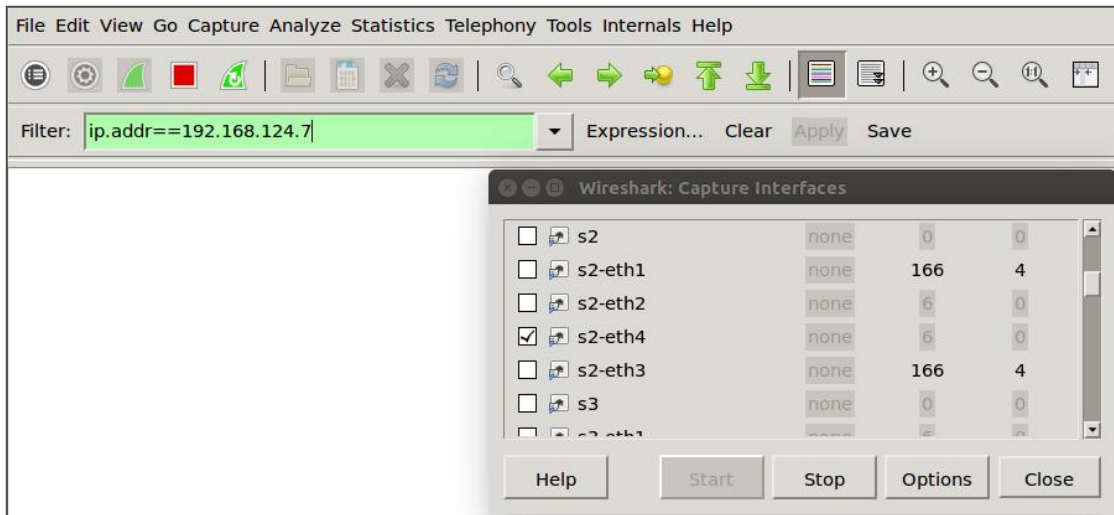 File Edit View Go Capture Analyze Statistics Telephony Tools Internals Help
Filter: ip.addr==192.168.124.7 Expression... Clear Apply Save
Wireshark: Capture Interfaces
s2 none 0 0
s2-eth1 none 166 4
s2-eth2 none 6 0
s2-eth4 none 6 0
s2-eth3 none 166 4
s3 none 0 0
Help Start Stop Options Close